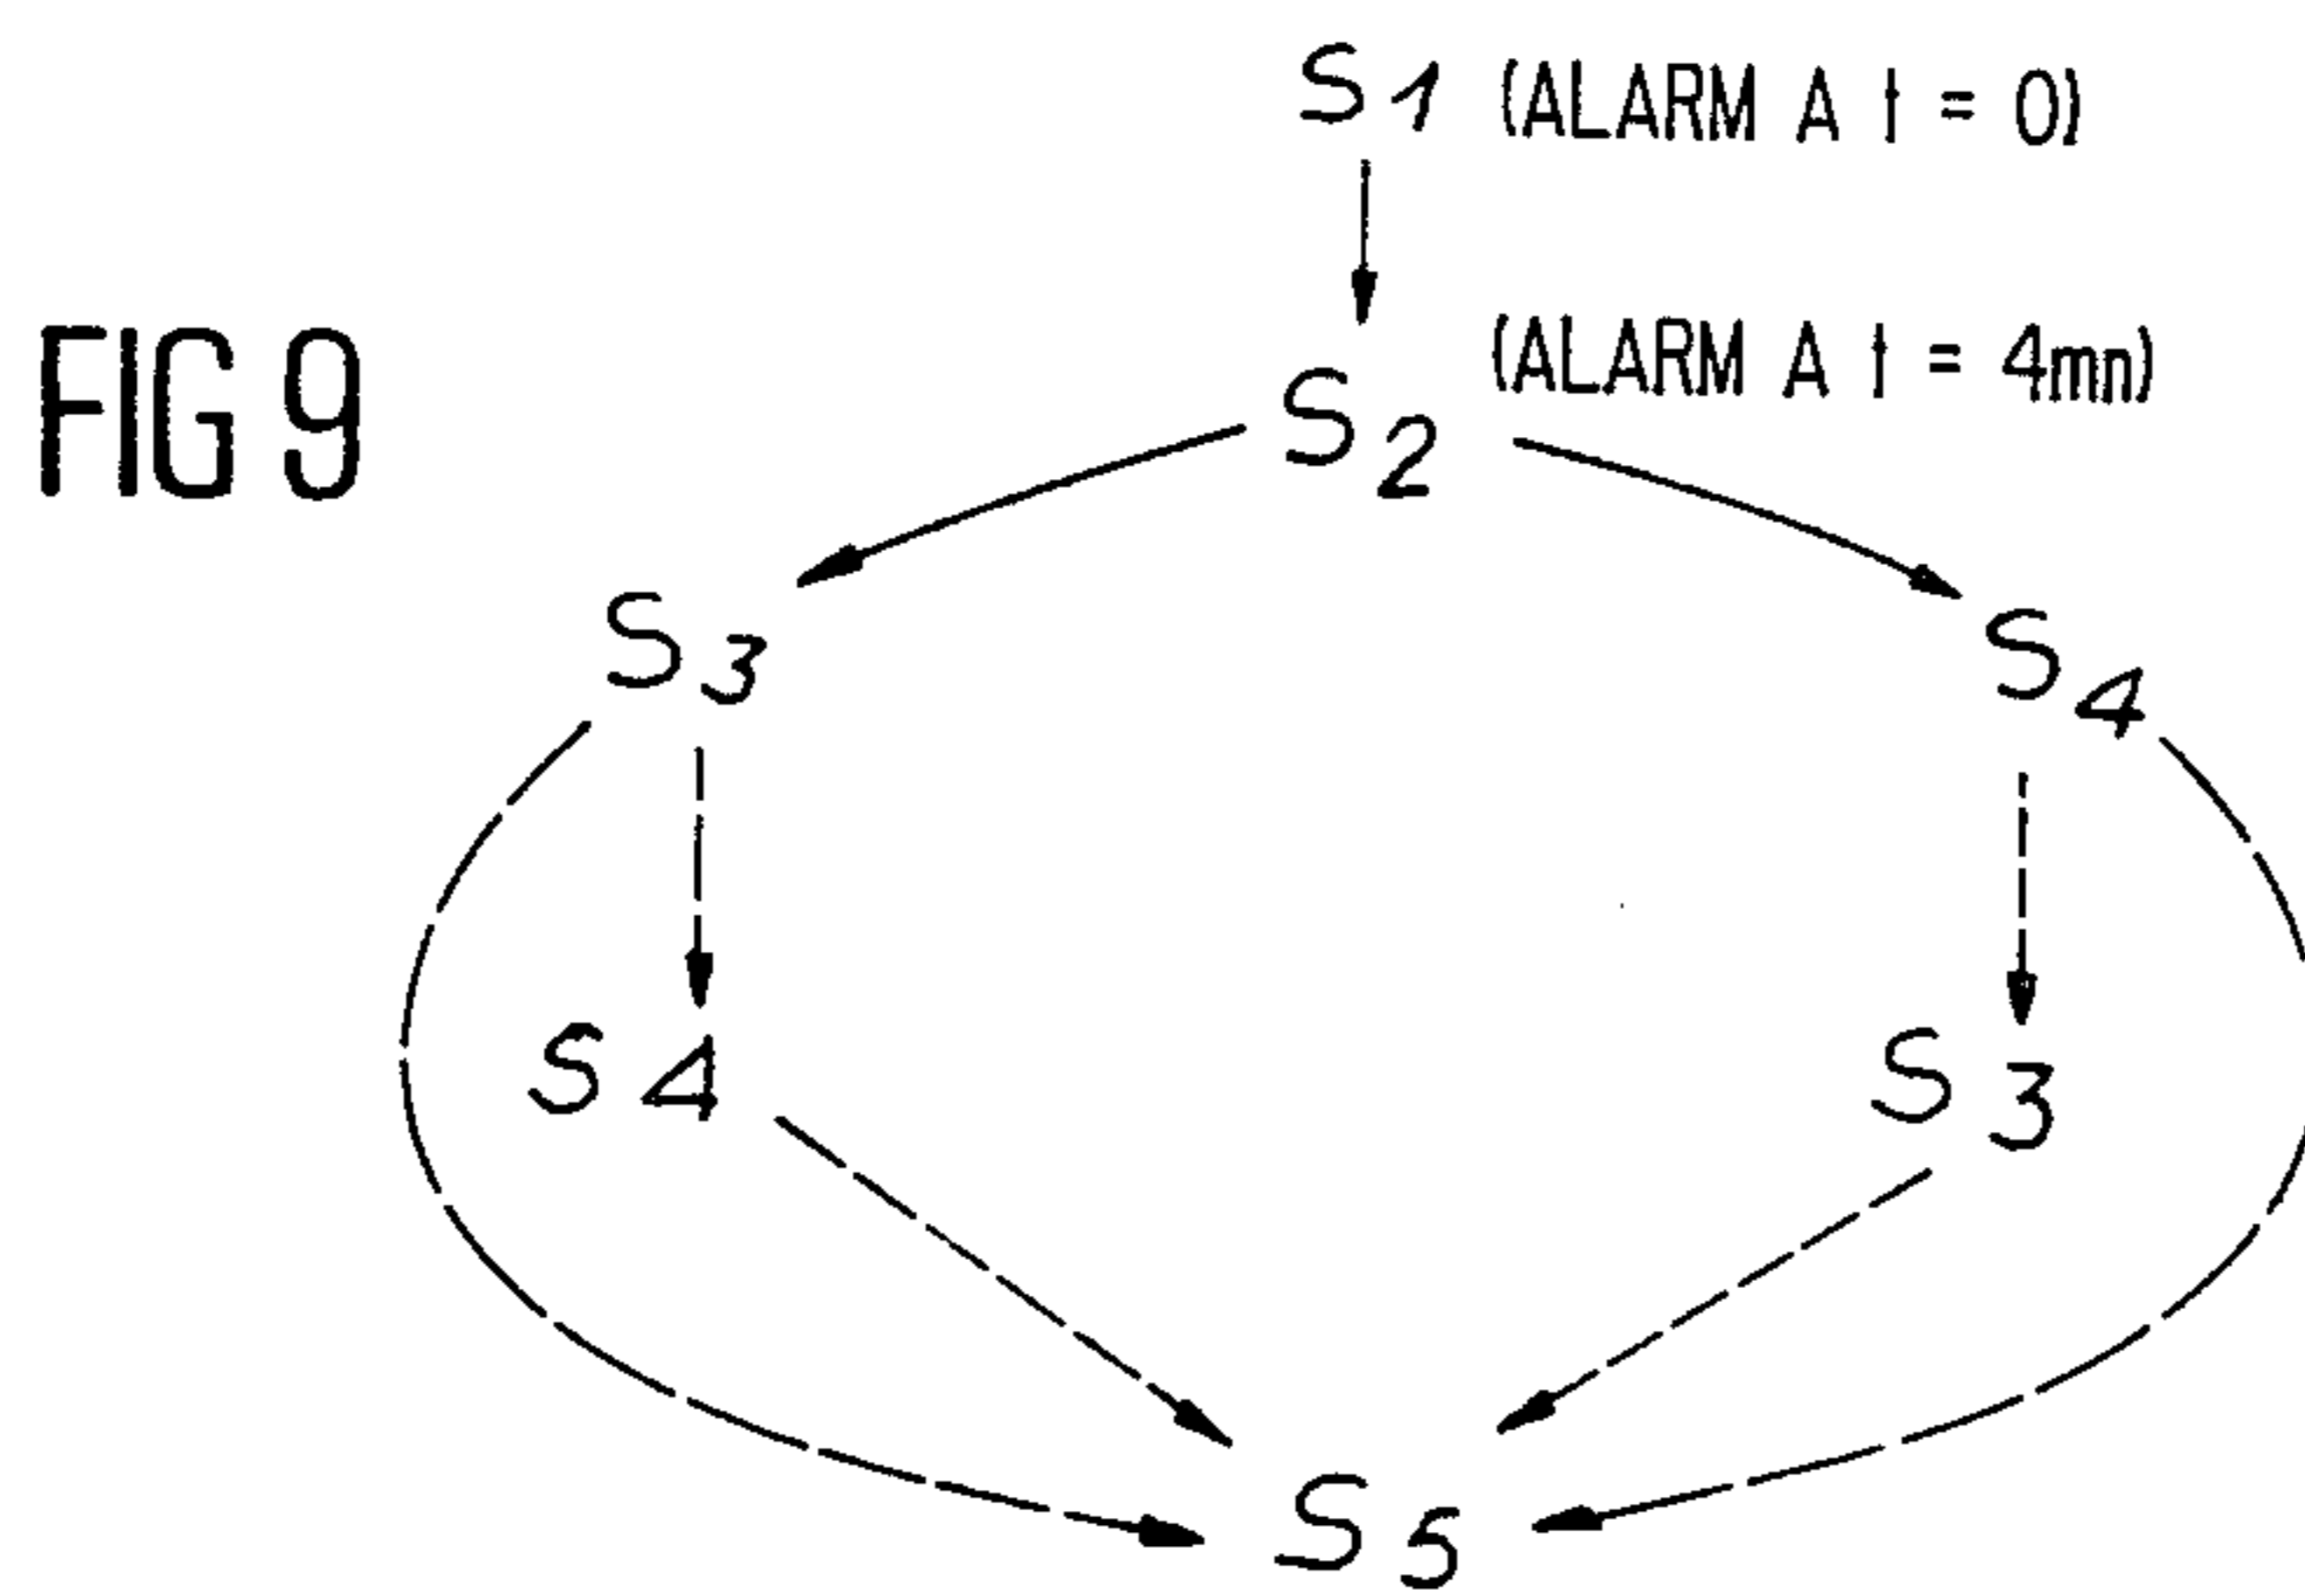 S1 (ALARM A t = 0)
FIG 9
(ALARM A t = 4mn)
S2
S3
S4
S4
S3
S5